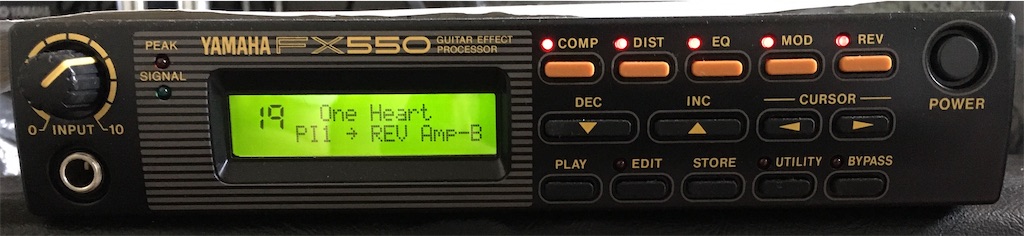 PEAK
SIGNAL
0 INPUT 10
YAMAHA FX550 GUITAR EFFECT PROCESSOR
19 One Heart
PI1 → REV Amp-B
COMP DIST EQ MOD REV
DEC INC CURSOR
PLAY EDIT STORE UTILITY BYPASS
POWER